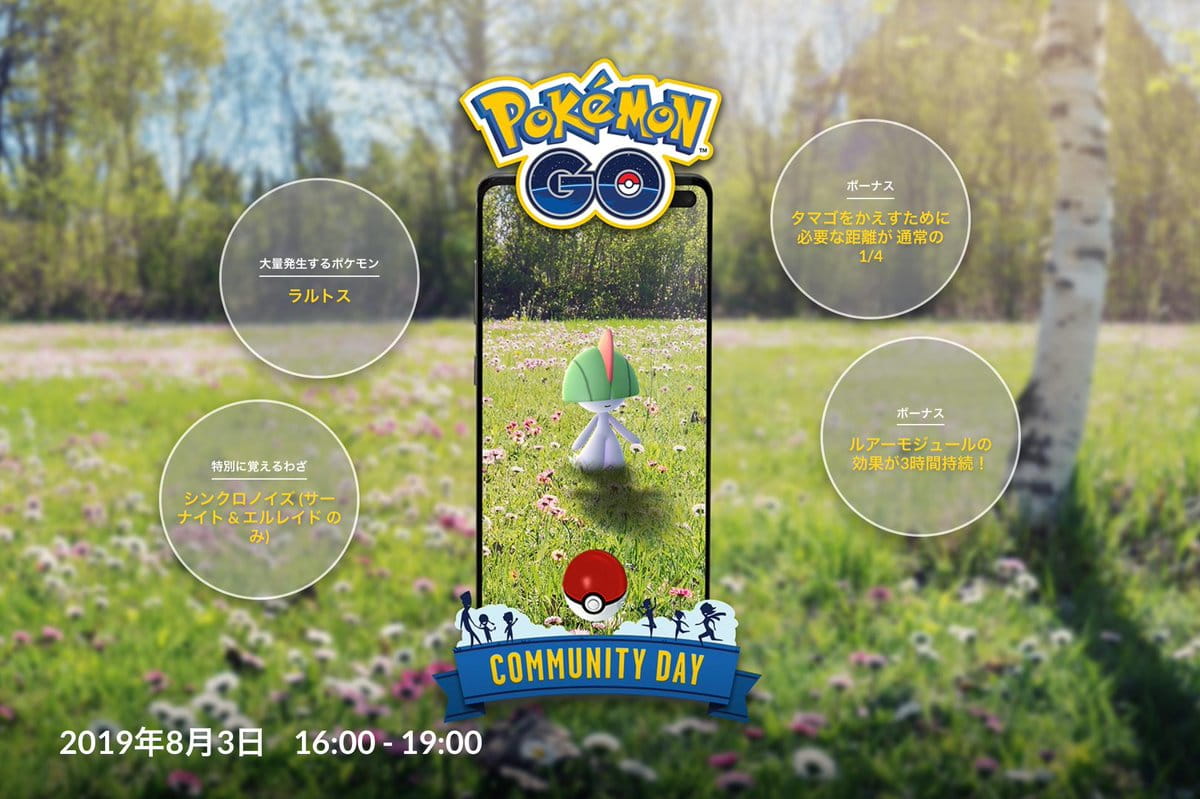 POKÉMON™
GO
大量発生するポケモン
ラルトス
ボーナス
タマゴをかえすために
必要な距離が 通常の
1/4
特別に覚えるわざ
シンクロノイズ (サー
ナイト & エルレイド の
み)
ボーナス
ルアーモジュールの
効果が3時間持続！
COMMUNITY DAY
2019年8月3日 16:00 - 19:00